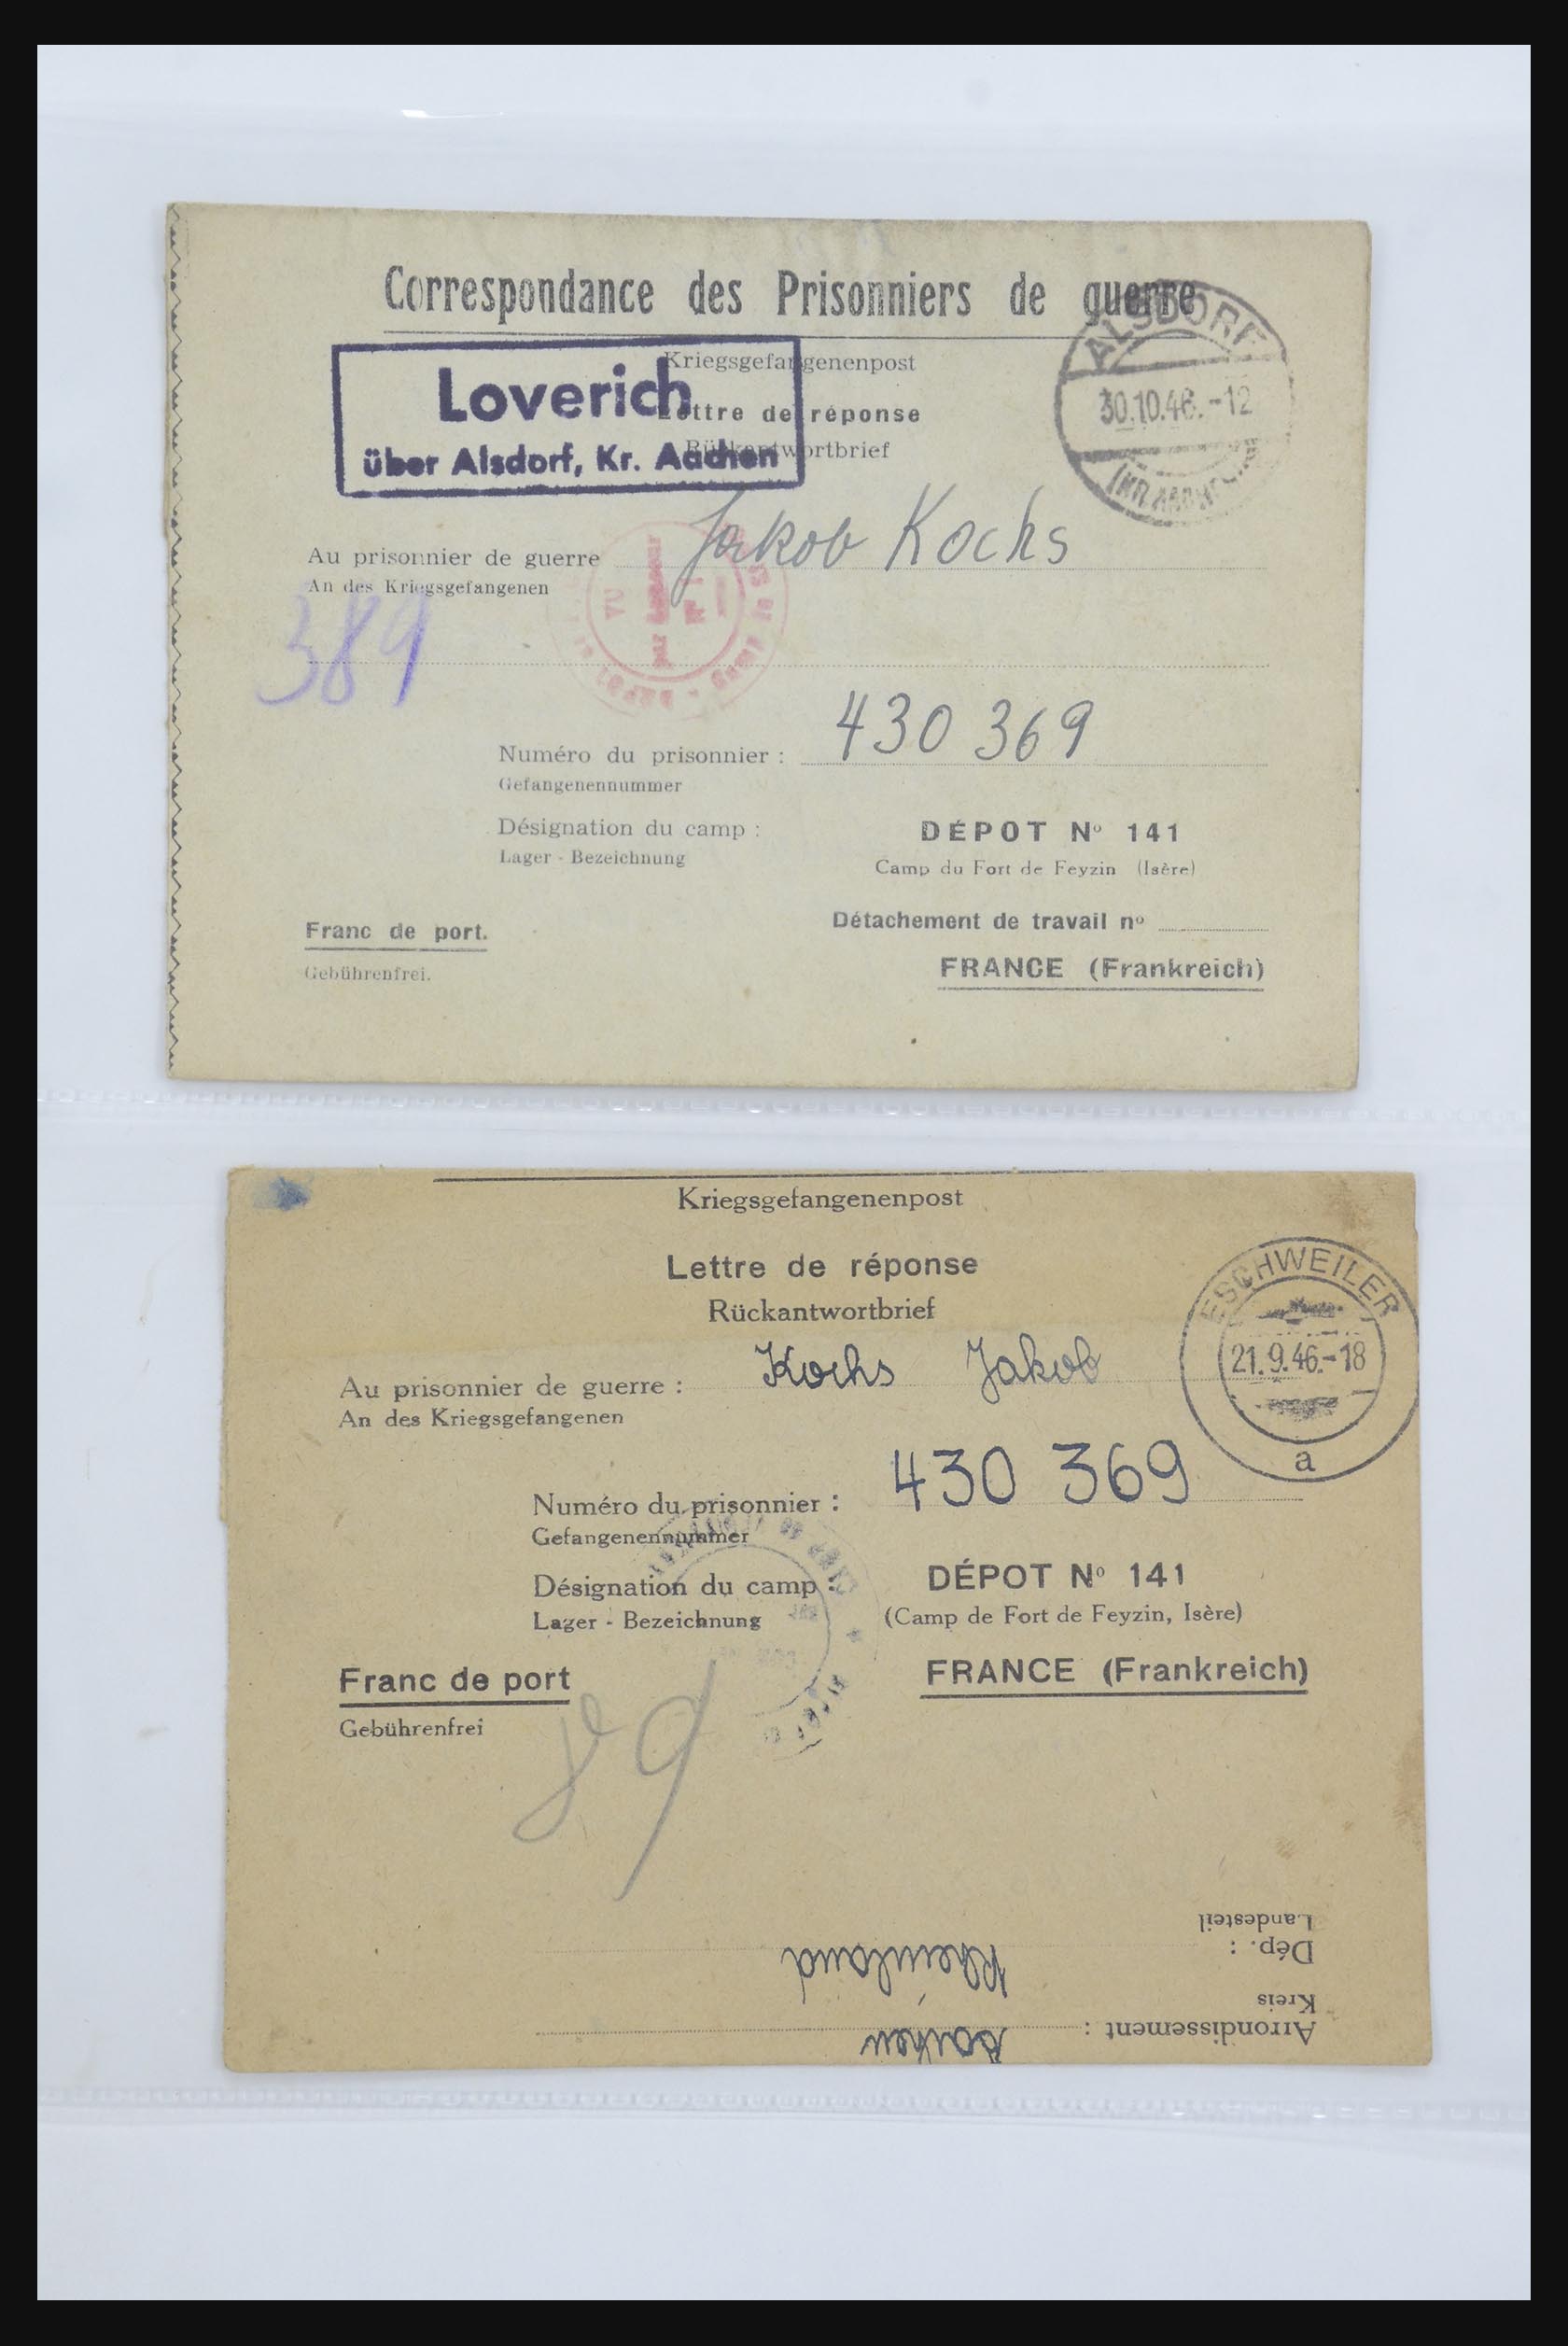 Correspondance des Prisonniers de guerre
Kriegsgefangenenpost
Lettre de réponse
Rückantwortbrief
Loverich
über Alsdorf, Kr. Aachen
ALSDORF
30.10.46.-12
Au prisonnier de guerre Jakob Kochs
An des Kriegsgefangenen
389
Numéro du prisonnier : 430 369
Gefangenennummer
Désignation du camp : DÉPOT Nº 141
Lager - Bezeichnung Camp du Fort de Feyzin (Isère)
Détachement de travail nº
Franc de port.
Gebührenfrei.
FRANCE (Frankreich)
Kriegsgefangenenpost
Lettre de réponse
Rückantwortbrief
ESCHWEILER
21.9.46.-18
a
Au prisonnier de guerre : Kochs Jakob
An des Kriegsgefangenen
Numéro du prisonnier : 430 369
Gefangenennummer
Désignation du camp : DÉPOT Nº 141
Lager - Bezeichnung (Camp de Fort de Feyzin, Isère)
Franc de port FRANCE (Frankreich)
Gebührenfrei
89
Arrondissement : Aachen
Kreis
Dép. : Rheinland
Landesteil